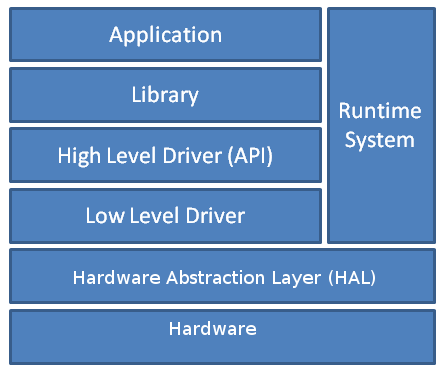 Application
Library
Runtime
System
High Level Driver (API)
Low Level Driver
Hardware Abstraction Layer (HAL)
Hardware